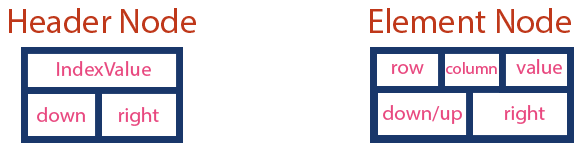 Header Node
IndexValue
down right
Element Node
row column value
down/up right